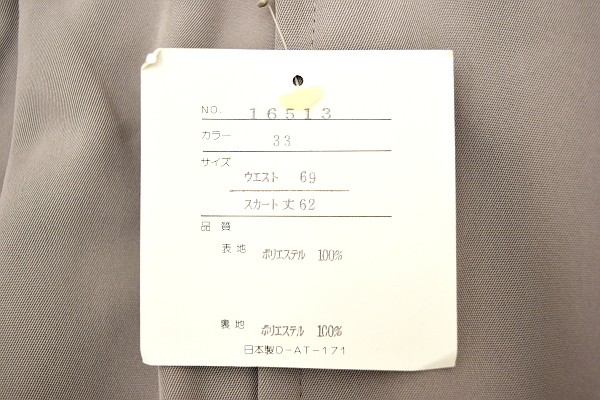 NO. 16513
カラー 33
サイズ
ウエスト 69
スカート丈 62
品質
表地 ポリエステル 100%
裏地 ポリエステル 100%
日本製D-AT-171